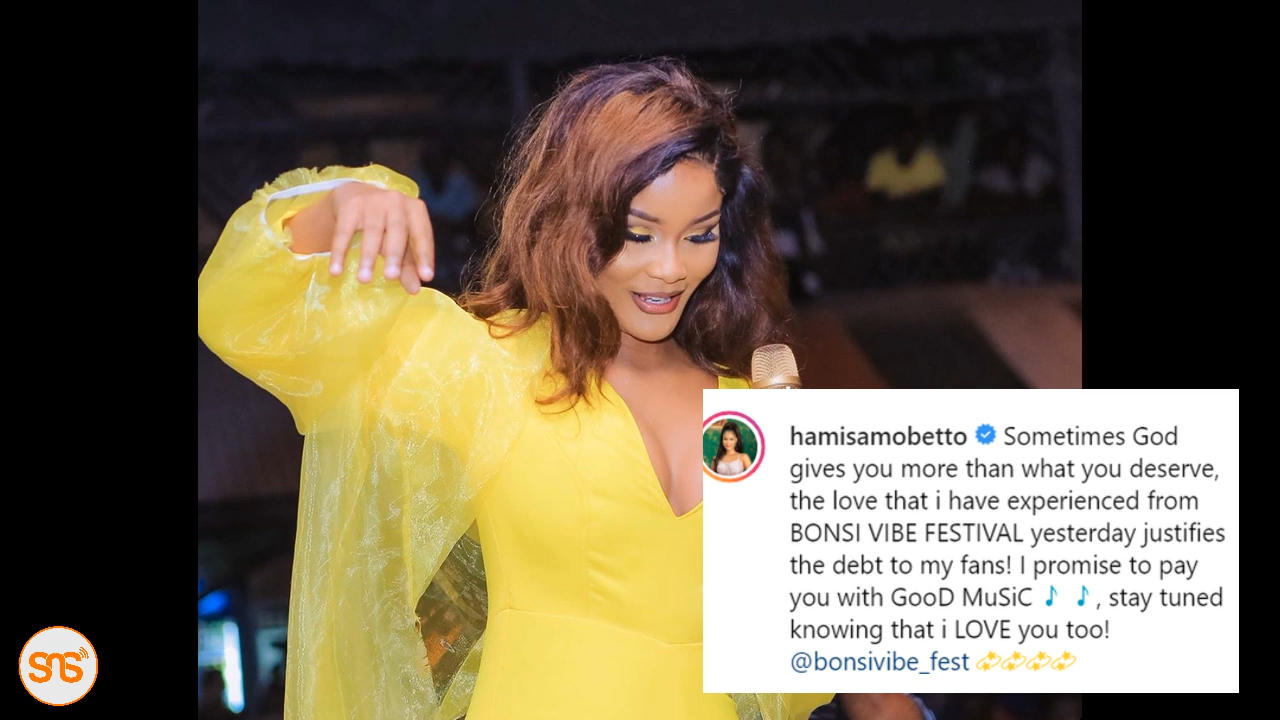 hamisamobetto Sometimes God
gives you more than what you deserve,
the love that i have experienced from
BONSI VIBE FESTIVAL yesterday justifies
the debt to my fans! I promise to pay
you with GooD MuSiC 🎵 🎵, stay tuned
knowing that i LOVE you too!
@bonsivibe_fest 💫💫💫💫
SNS